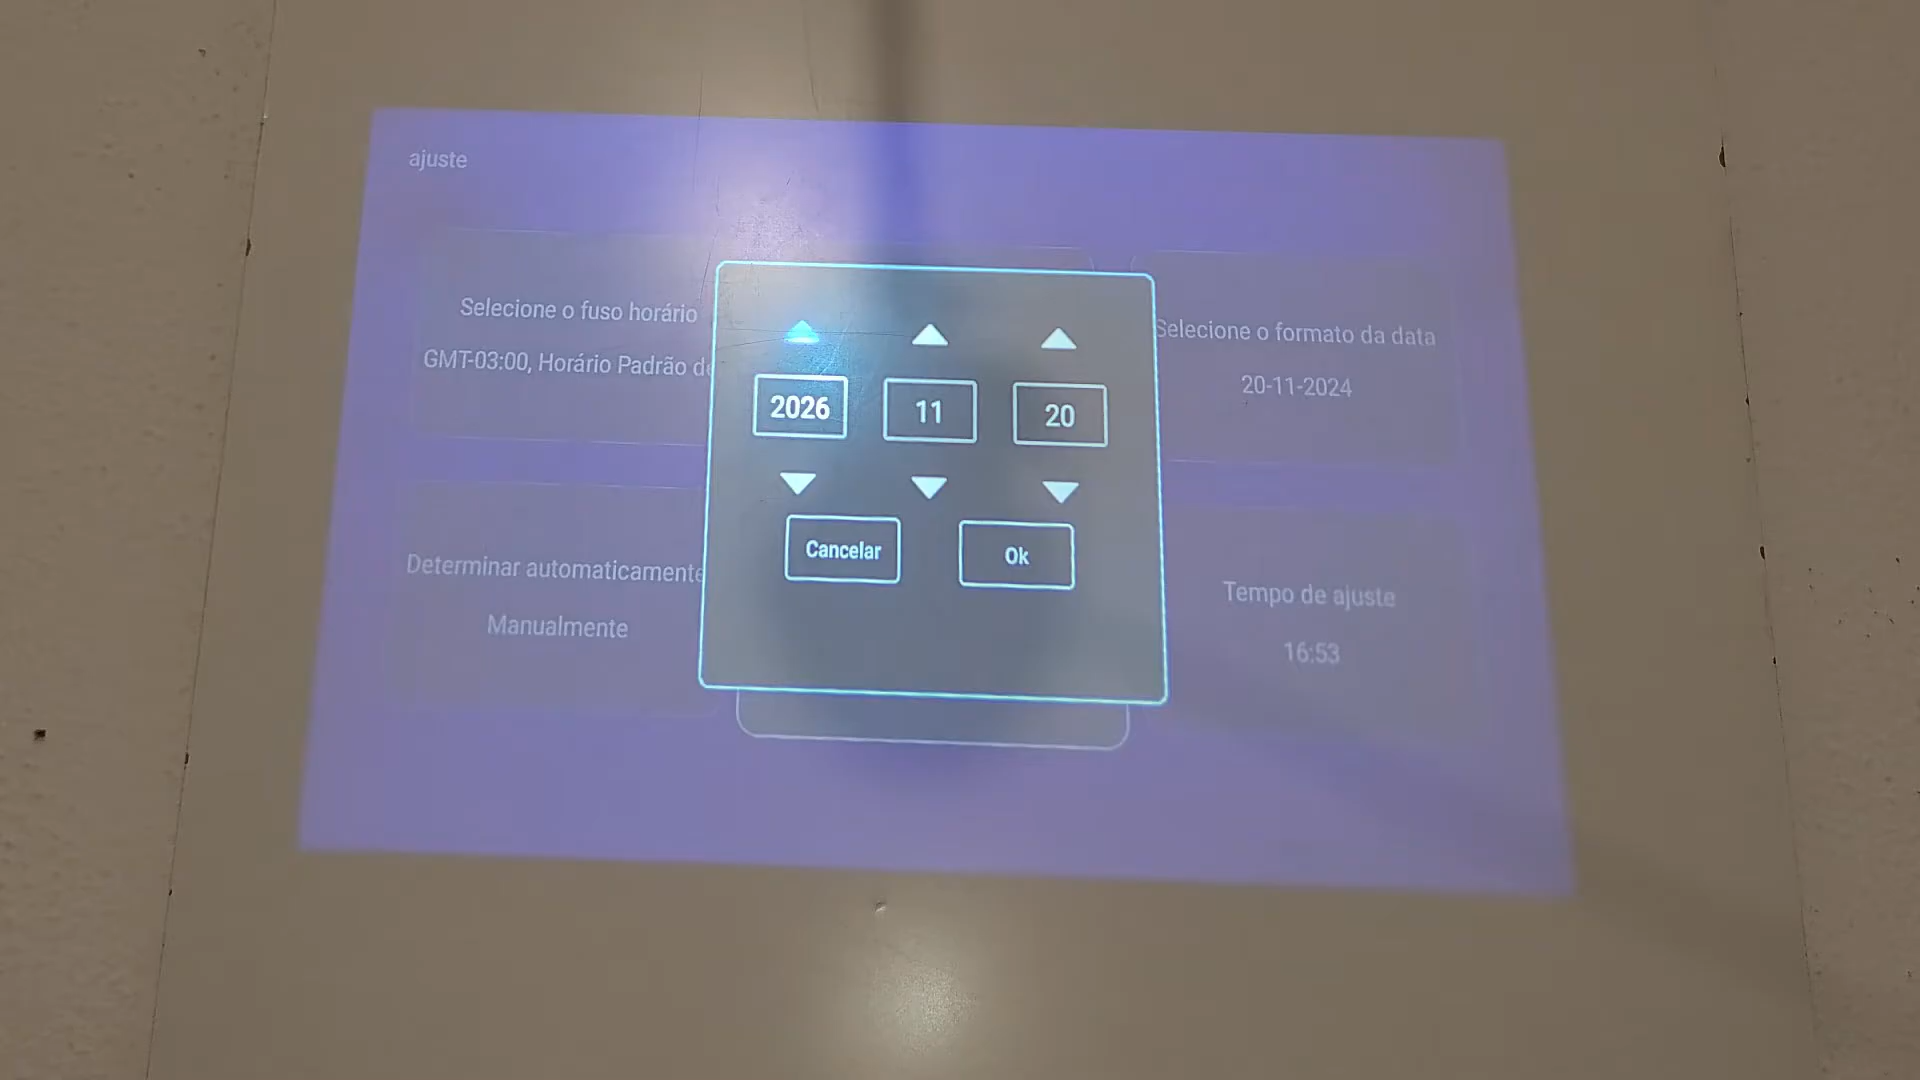 ajuste
Selecione o fuso horário
GMT-03:00, Horário Padrão
Selecione o formato da data
20-11-2024
2026
11
20
Cancelar
Ok
Determinar automaticamente
Manualmente
Tempo de ajuste
16:53